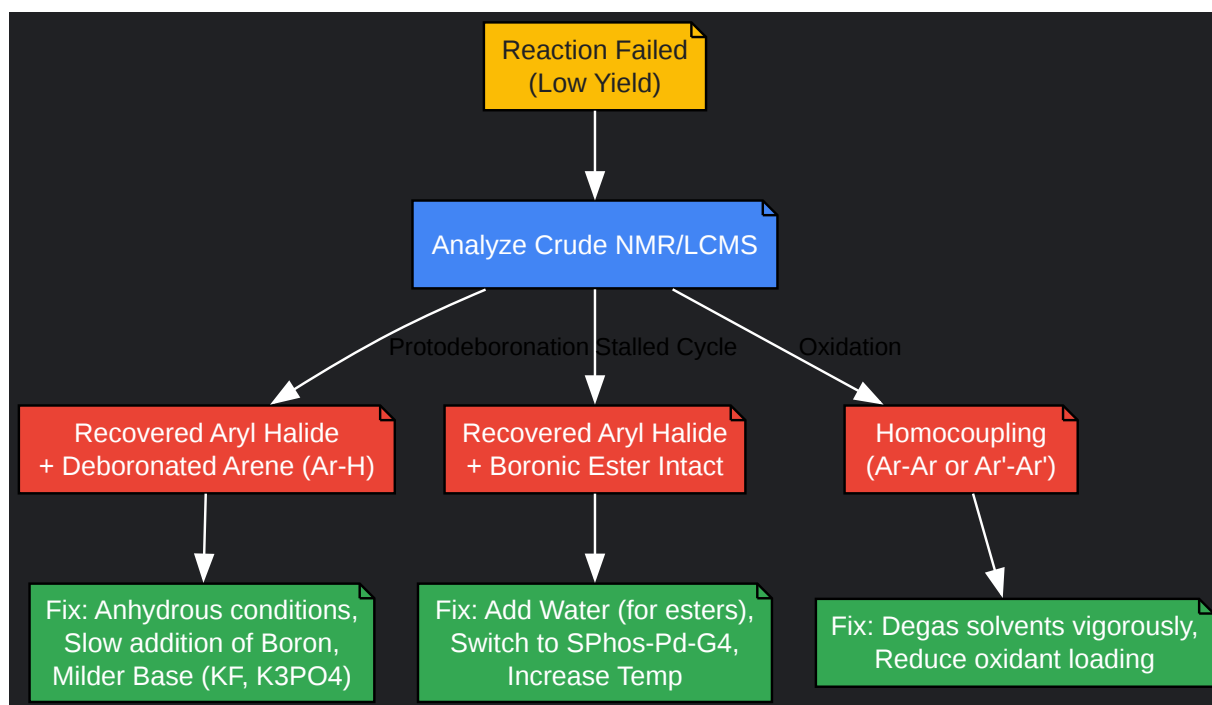 Reaction Failed
(Low Yield)
Analyze Crude NMR/LCMS
Protodeboronation
Stalled Cycle
Oxidation
Recovered Aryl Halide
+ Deboronated Arene (Ar-H)
Recovered Aryl Halide
+ Boronic Ester Intact
Homocoupling
(Ar-Ar or Ar'-Ar')
Fix: Anhydrous conditions,
Slow addition of Boron,
Milder Base (KF, K3PO4)
Fix: Add Water (for esters),
Switch to SPhos-Pd-G4,
Increase Temp
Fix: Degas solvents vigorously,
Reduce oxidant loading